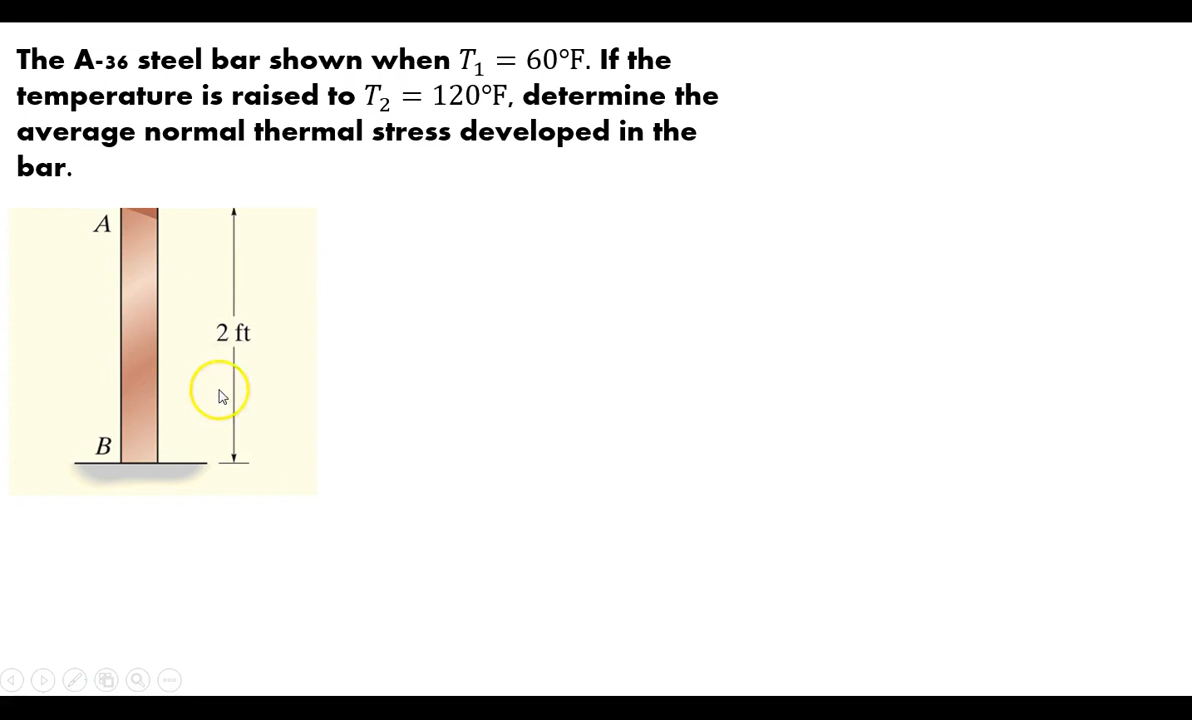 The A-36 steel bar shown when T₁ = 60°F. If the
temperature is raised to T₂ = 120°F, determine the
average normal thermal stress developed in the
bar.
A
2 ft
B